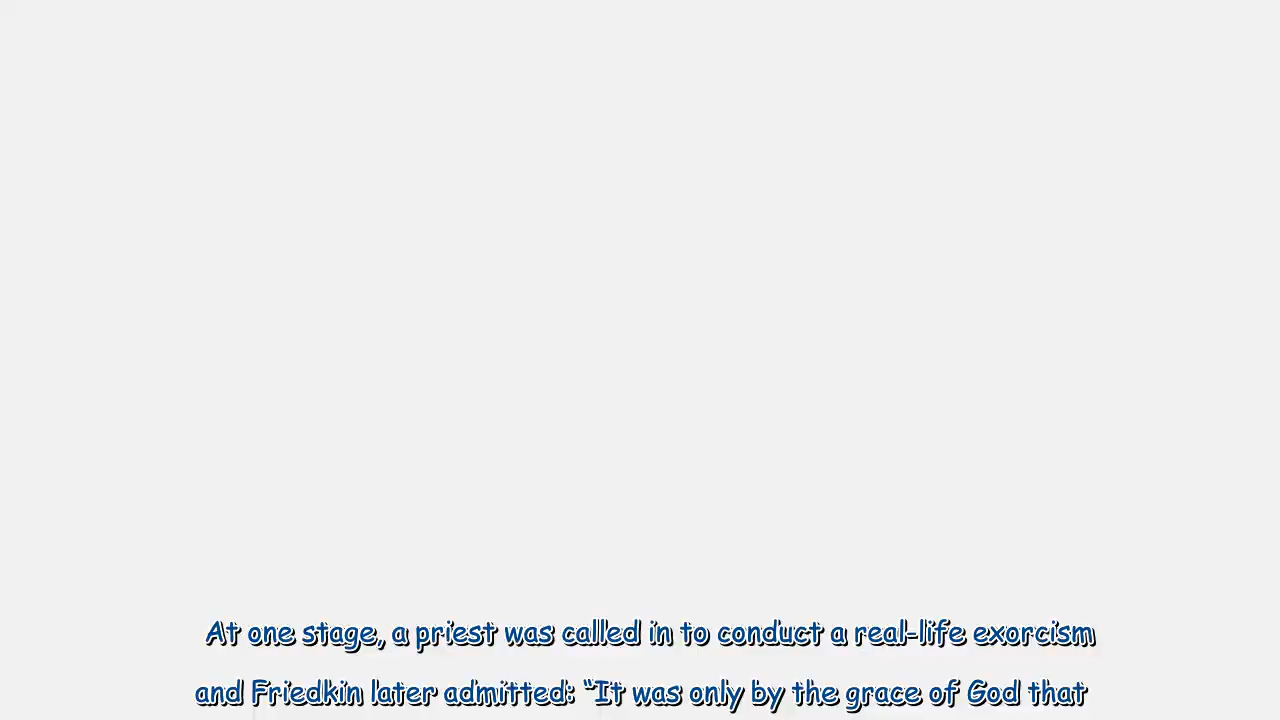 At one stage, a priest was called in to conduct a real-life exorcism
and Friedkin later admitted: “It was only by the grace of God that